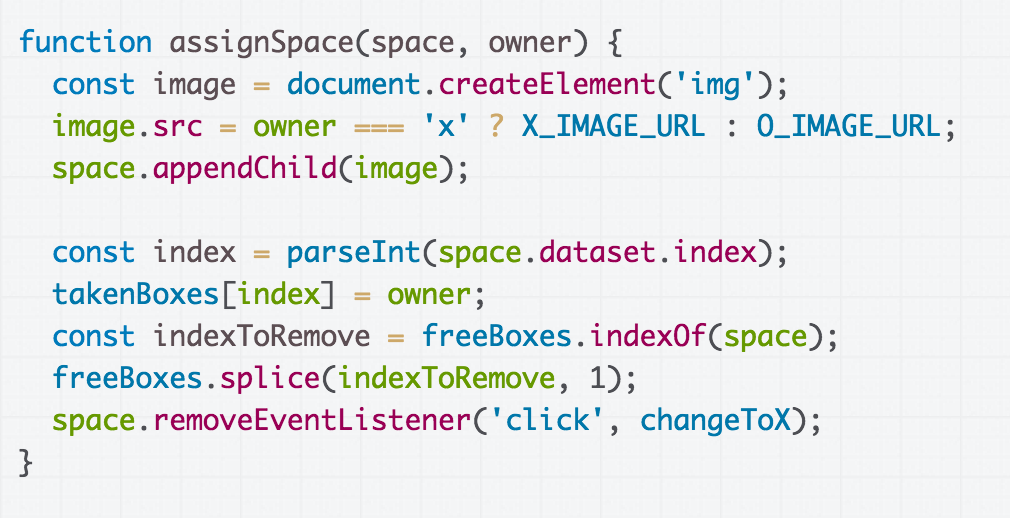 function assignSpace(space, owner) {
  const image = document.createElement('img');
  image.src = owner === 'x' ? X_IMAGE_URL : O_IMAGE_URL;
  space.appendChild(image);

  const index = parseInt(space.dataset.index);
  takenBoxes[index] = owner;
  const indexToRemove = freeBoxes.indexOf(space);
  freeBoxes.splice(indexToRemove, 1);
  space.removeEventListener('click', changeToX);
}